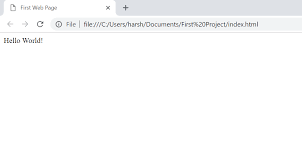 First Web Page
File file:///C:/Users/harsh/Documents/First%20Project/index.html
Hello World!